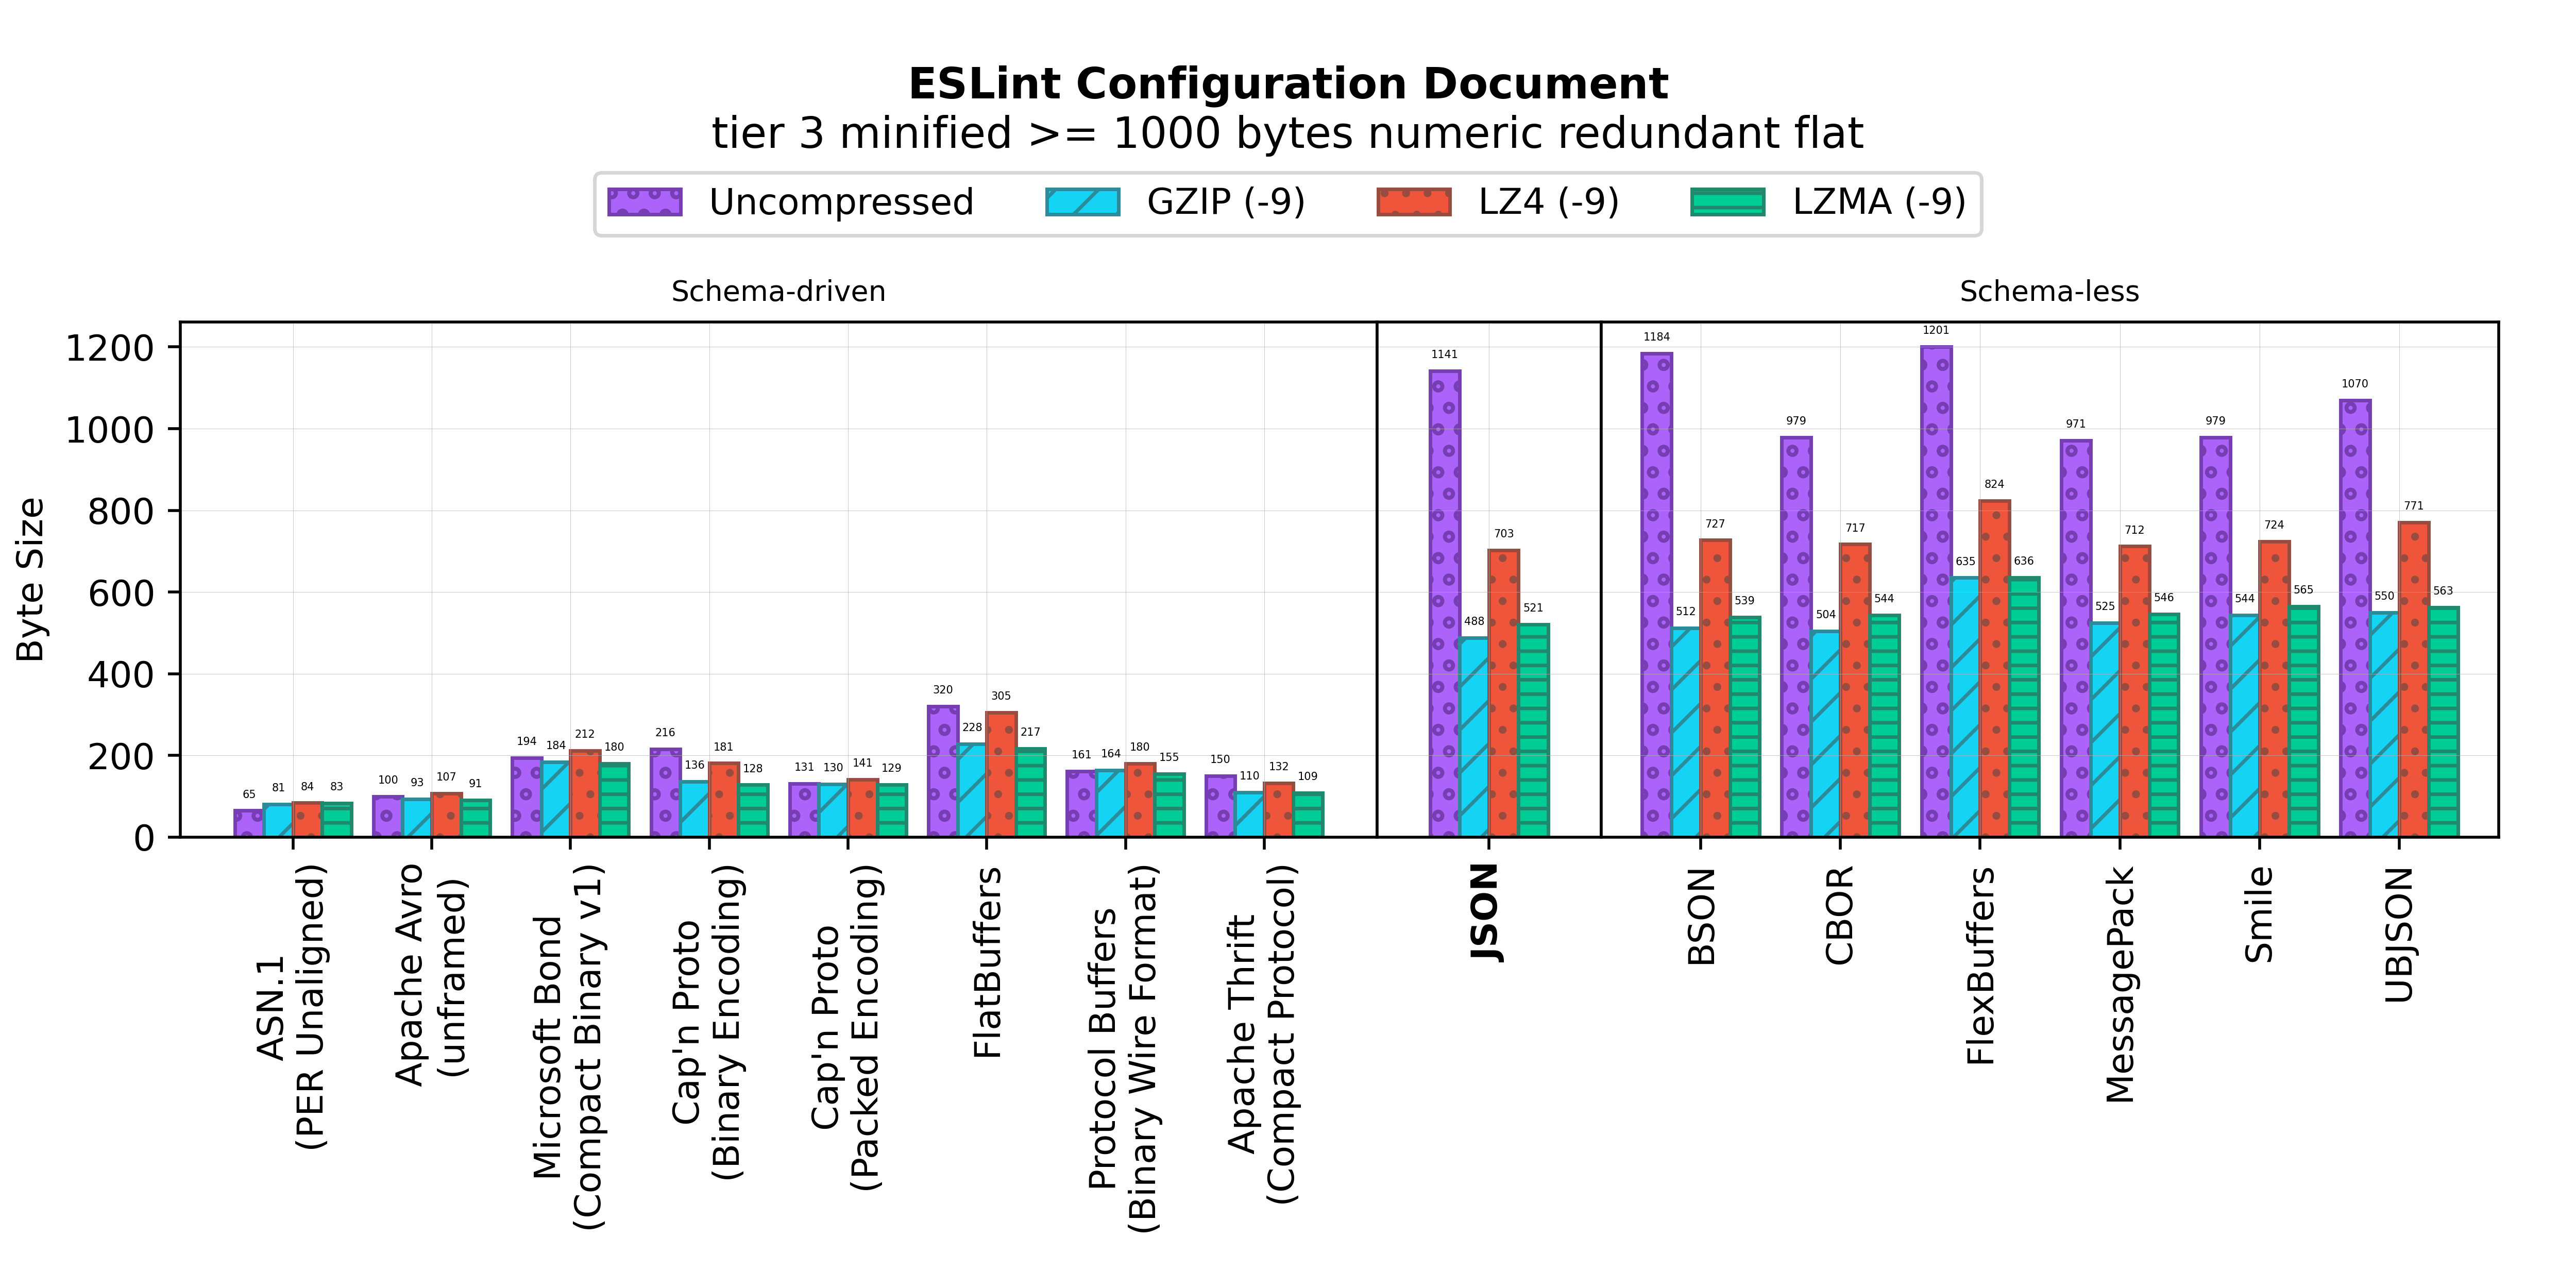 ESLint Configuration Document
tier 3 minified >= 1000 bytes numeric redundant flat
Uncompressed
GZIP (-9)
LZ4 (-9)
LZMA (-9)
Schema-driven
Schema-less
Byte Size
1200
1000
800
600
400
200
0
65
81
84
83
100
93
107
91
194
184
212
180
216
136
181
128
131
130
141
129
320
228
305
217
161
164
180
155
150
110
132
109
1141
488
703
521
1184
512
727
539
979
504
717
544
1201
635
824
636
971
525
712
546
979
544
724
565
1070
550
771
563
ASN.1
(PER Unaligned)
Apache Avro
(unframed)
Microsoft Bond
(Compact Binary v1)
Cap'n Proto
(Binary Encoding)
Cap'n Proto
(Packed Encoding)
FlatBuffers
Protocol Buffers
(Binary Wire Format)
Apache Thrift
(Compact Protocol)
JSON
BSON
CBOR
FlexBuffers
MessagePack
Smile
UBJSON